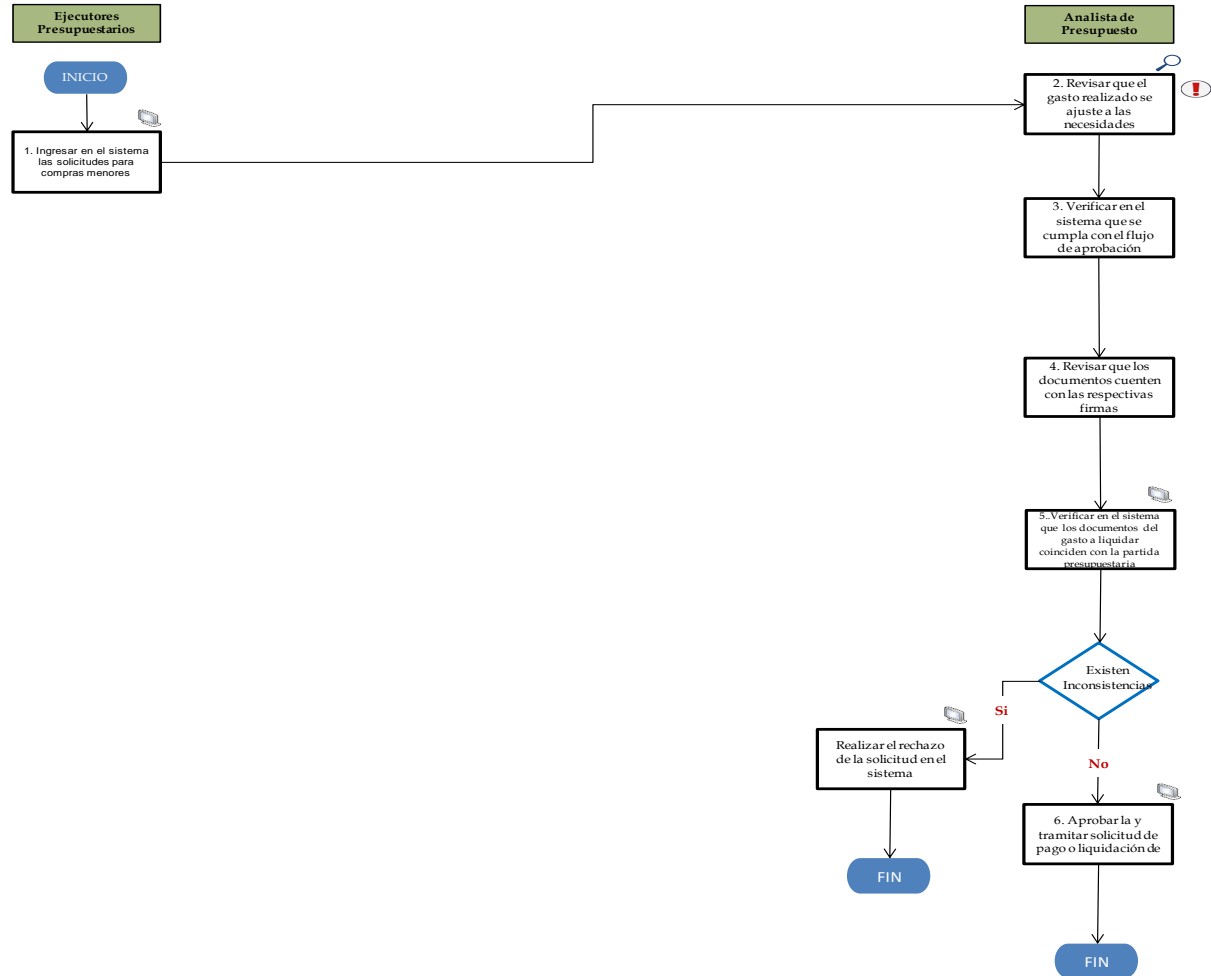 Ejecutores
Presupuestarios
Analista de
Presupuesto
INICIO
1. Ingresar en el sistema
las solicitudes para
compras menores
2. Revisar que el
gasto realizado se
ajuste a las
necesidades
3. Verificar en el
sistema que se
cumpla con el flujo
de aprobación
4. Revisar que los
documentos cuenten
con las respectivas
firmas
5..Verificar en el sistema
que los documentos del
gasto a liquidar
coinciden con la partida
presupuestaria
Existen
Inconsistencias
Si
Realizar el rechazo
de la solicitud en el
sistema
No
6. Aprobar la y
tramitar solicitud de
pago o liquidación de
FIN
FIN